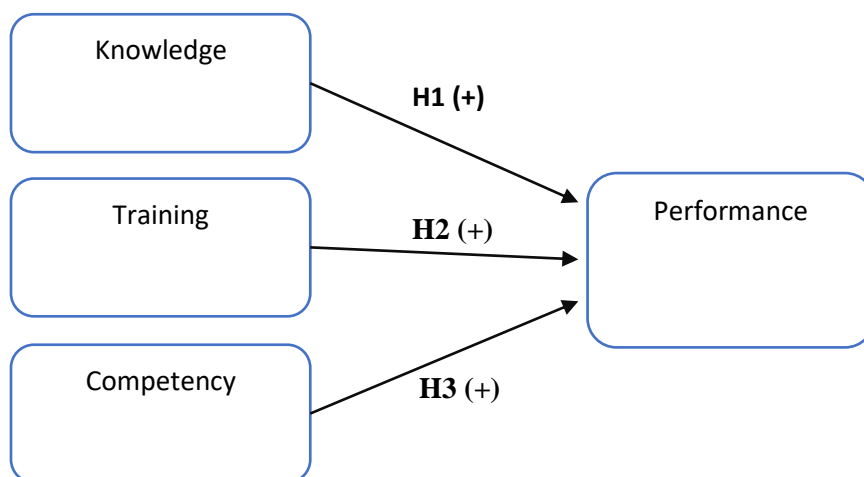 Knowledge
H1 (+)
Training
Performance
H2 (+)
Competency
H3 (+)